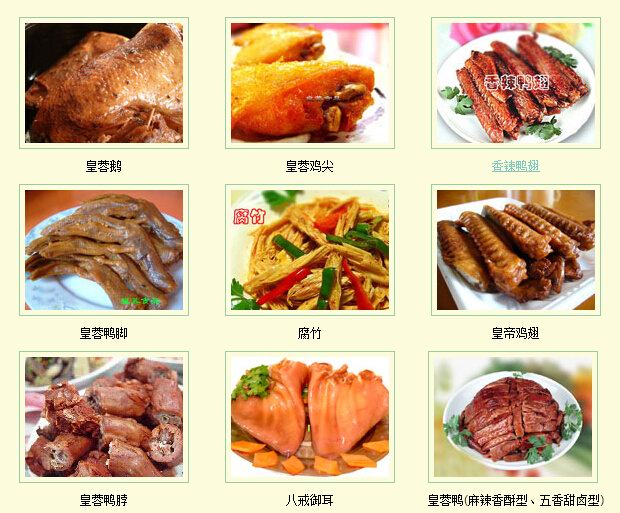 香辣鸭翅
皇蓉鹅
皇蓉鸡尖
香辣鸭翅
腐竹
皇蓉鸭脚
腐竹
皇帝鸡翅
皇蓉鸭脖
八戒御耳
皇蓉鸭(麻辣香酥型、五香甜卤型)